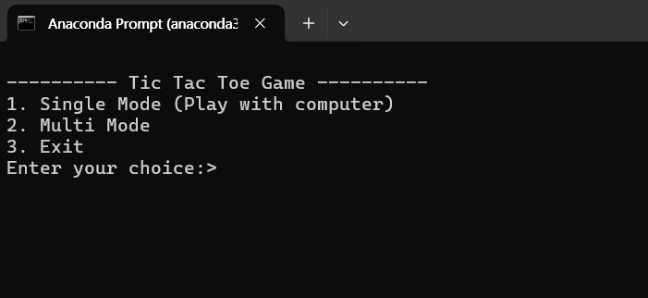 Anaconda Prompt (anaconda3
---------- Tic Tac Toe Game ----------
1. Single Mode (Play with computer)
2. Multi Mode
3. Exit
Enter your choice:>